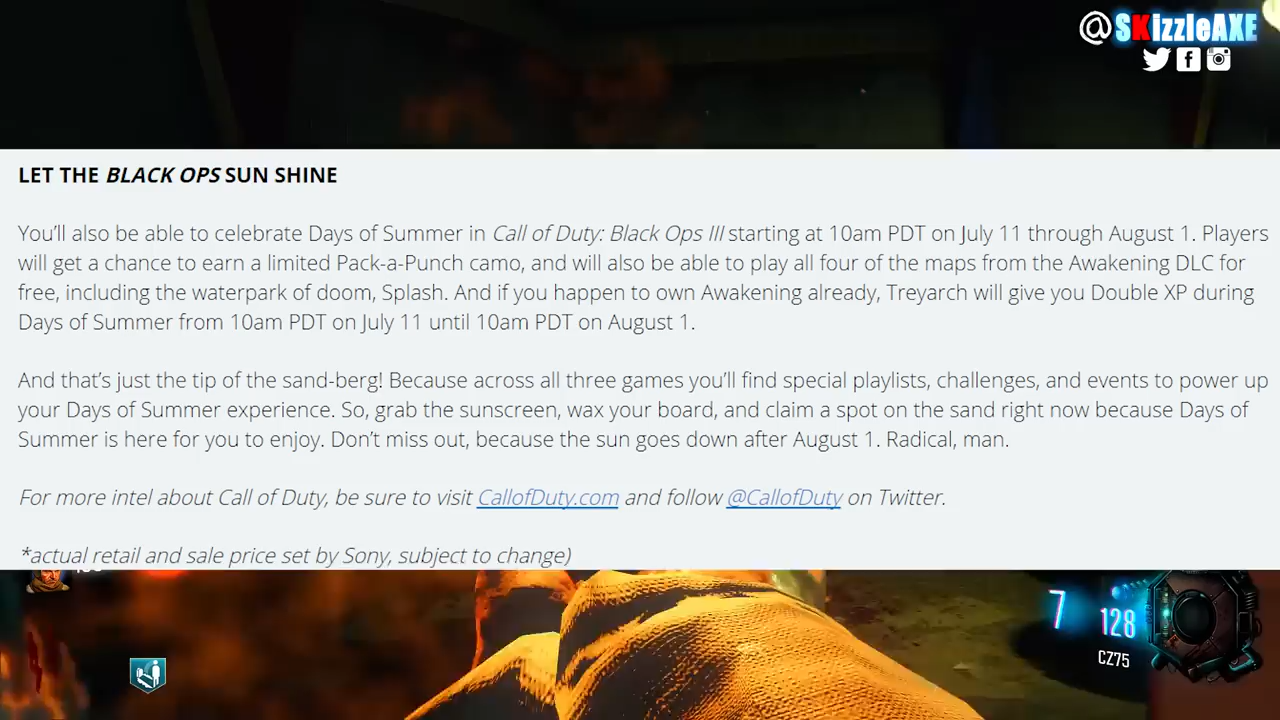 @SKizzleAXE
LET THE BLACK OPS SUN SHINE
You'll also be able to celebrate Days of Summer in Call of Duty: Black Ops III starting at 10am PDT on July 11 through August 1. Players
will get a chance to earn a limited Pack-a-Punch camo, and will also be able to play all four of the maps from the Awakening DLC for
free, including the waterpark of doom, Splash. And if you happen to own Awakening already, Treyarch will give you Double XP during
Days of Summer from 10am PDT on July 11 until 10am PDT on August 1.
And that's just the tip of the sand-berg! Because across all three games you'll find special playlists, challenges, and events to power up
your Days of Summer experience. So, grab the sunscreen, wax your board, and claim a spot on the sand right now because Days of
Summer is here for you to enjoy. Don't miss out, because the sun goes down after August 1. Radical, man.
For more intel about Call of Duty, be sure to visit CallofDuty.com and follow @CallofDuty on Twitter.
*actual retail and sale price set by Sony, subject to change)
7
128
CZ75